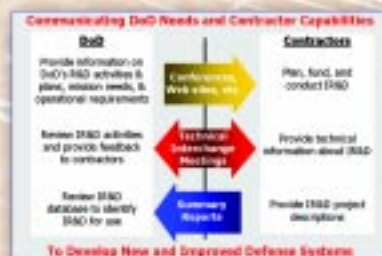 Communicating DoD Needs and Contractor Capabilities
DoD
Provide information on
DoD's R&D activities &
plans, mission needs, &
operational requirements
Conferences,
Web sites, etc
Contractors
Plan, fund, and
conduct IR&D
Review IR&D activities
and provide feedback
to contractors
Technical
Interchange
Meetings
Provide technical
information about IR&D
Review IR&D
database to identify
IR&D for use
Summary
Reports
Provide IR&D project
descriptions
To Develop New and Improved Defense Systems